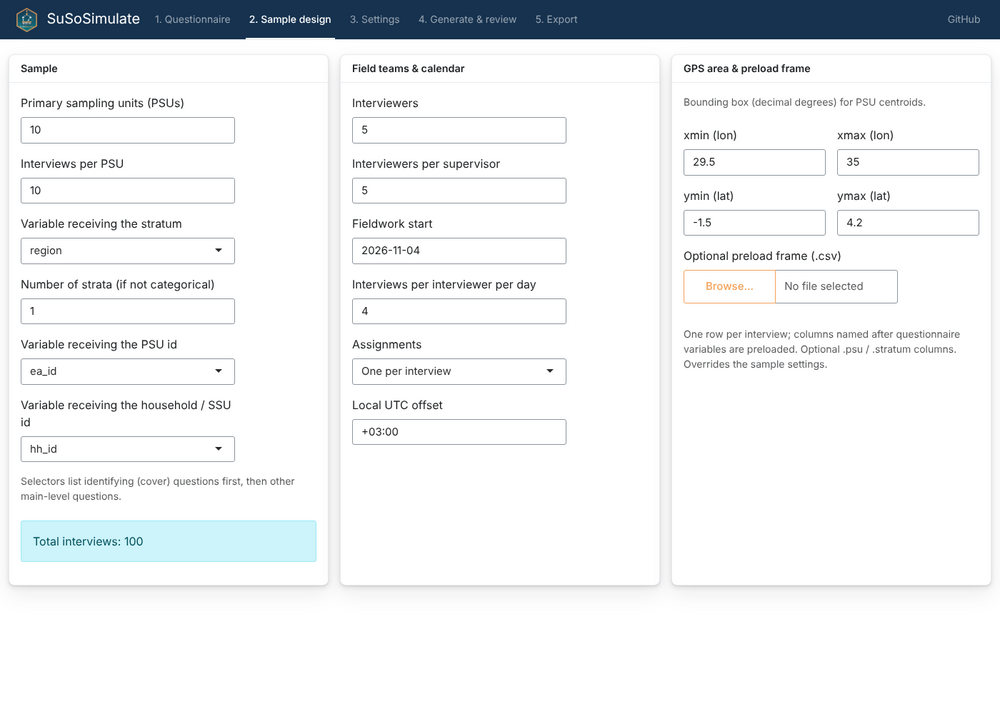 SuSoSimulate
1. Questionnaire
2. Sample design
3. Settings
4. Generate & review
5. Export
GitHub
Sample
Primary sampling units (PSUs)
10
Interviews per PSU
10
Variable receiving the stratum
region
Number of strata (if not categorical)
1
Variable receiving the PSU id
ea_id
Variable receiving the household / SSU
id
hh_id
Selectors list identifying (cover) questions first, then other
main-level questions.
Total interviews: 100
Field teams & calendar
Interviewers
5
Interviewers per supervisor
5
Fieldwork start
2026-11-04
Interviews per interviewer per day
4
Assignments
One per interview
Local UTC offset
+03:00
GPS area & preload frame
Bounding box (decimal degrees) for PSU centroids.
xmin (lon)
xmax (lon)
29.5
35
ymin (lat)
ymax (lat)
-1.5
4.2
Optional preload frame (.csv)
Browse...
No file selected
One row per interview; columns named after questionnaire
variables are preloaded. Optional .psu / .stratum columns.
Overrides the sample settings.